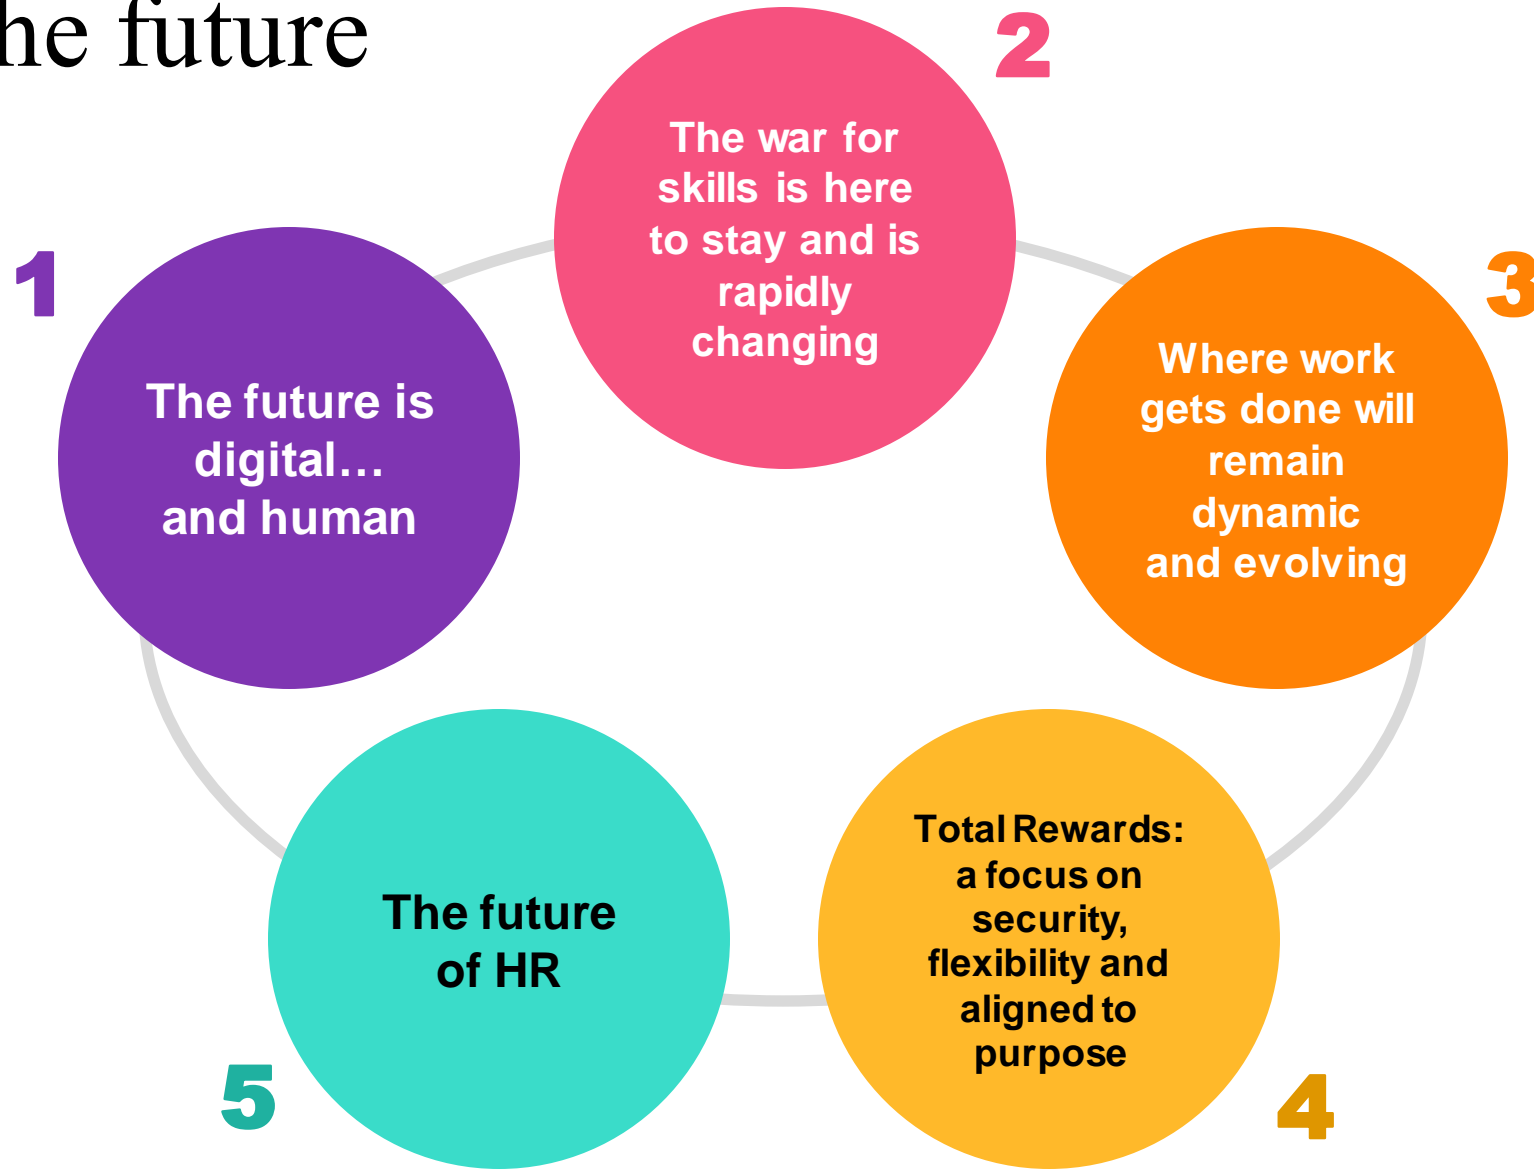 he future
1
The future is
digital...
and human
2
The war for
skills is here
to stay and is
rapidly
changing
3
Where work
gets done will
remain
dynamic
and evolving
4
Total Rewards:
a focus on
security,
flexibility and
aligned to
purpose
5
The future
of HR